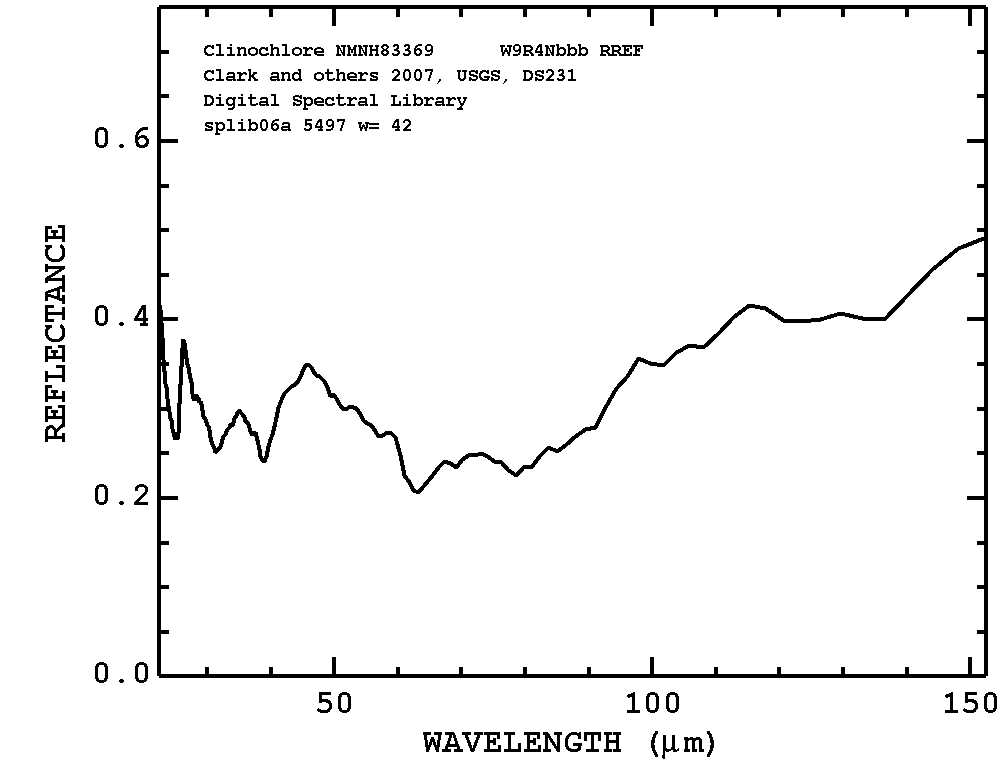 Clinochlore NMNH83369 W9R4Nbbb RREF
Clark and others 2007, USGS, DS231
Digital Spectral Library
splib06a 5497 w= 42
0.6
0.4
0.2
0.0
REFLECTANCE
50 100 150
WAVELENGTH (μm)